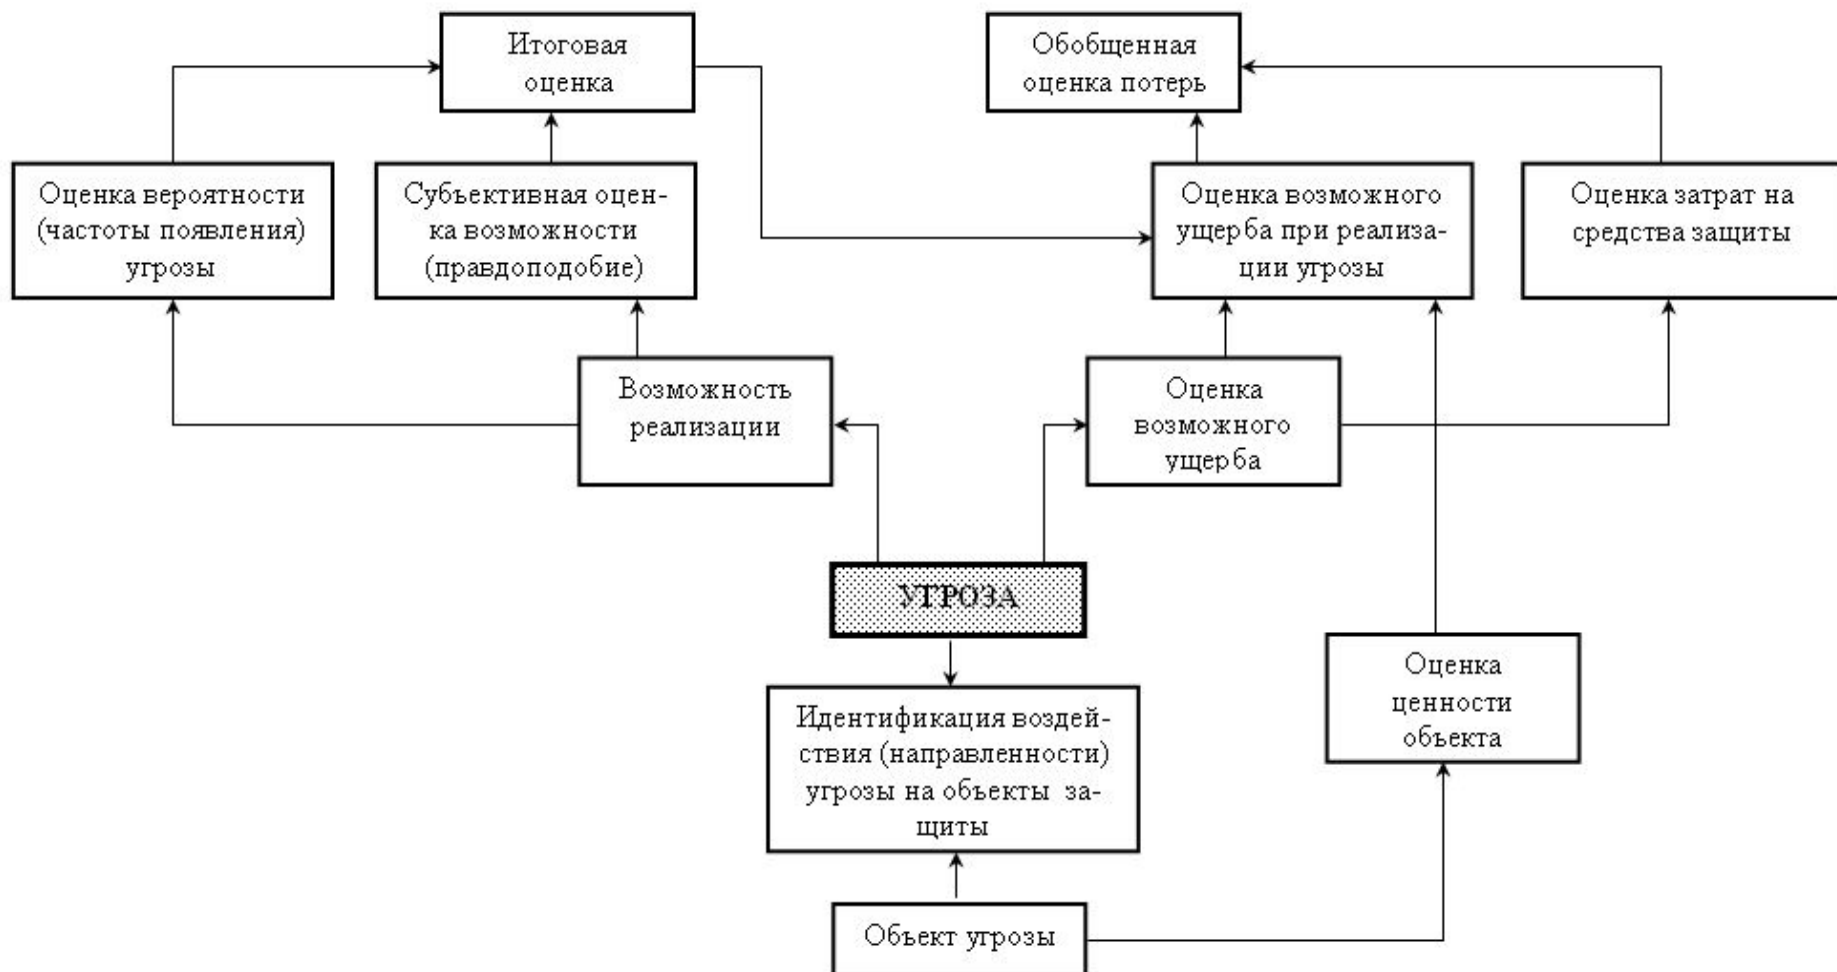 Итоговая
оценка
Обобщенная
оценка потерь
Оценка вероятности
(частоты появления)
угрозы
Субъективная оцен-
ка возможности
(правдоподобие)
Оценка возможного
ущерба при реализа-
ции угрозы
Оценка затрат на
средства защиты
Возможность
реализации
Оценка
возможного
ущерба
УГРОЗА
Идентификация воздей-
ствия (направленности)
угрозы на объекты за-
щиты
Оценка
ценности
объекта
Объект угрозы